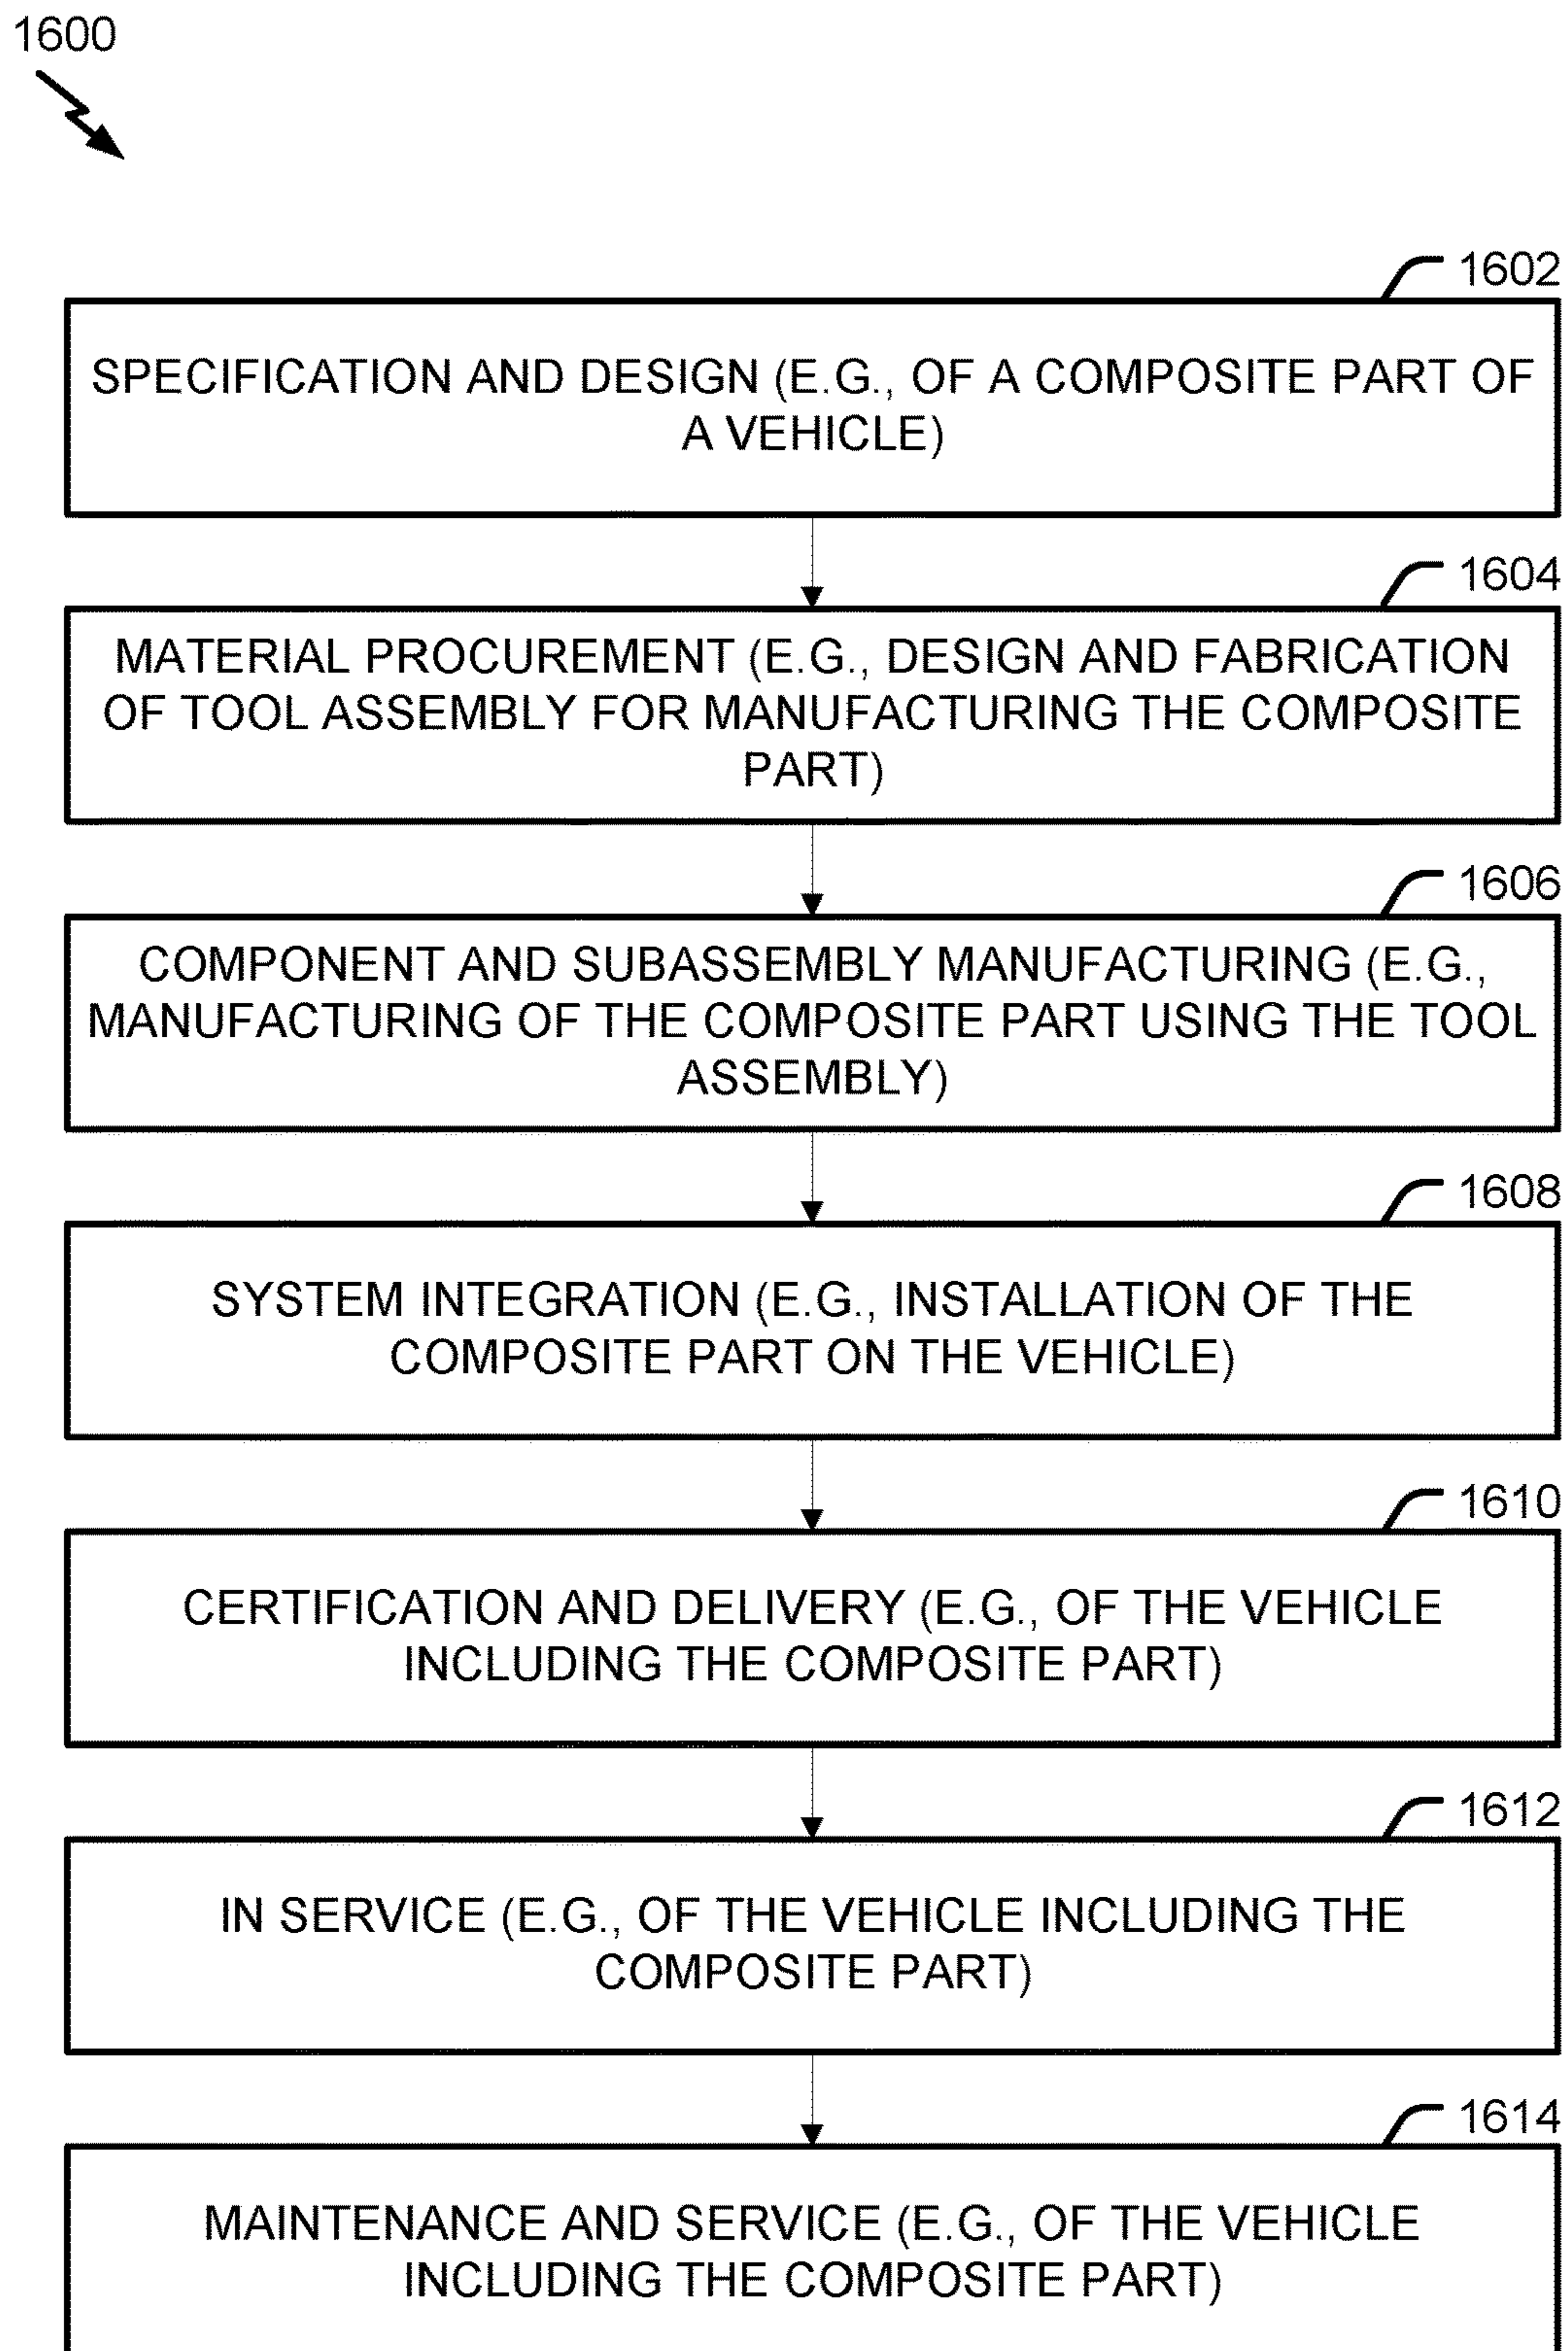 1600
1602
SPECIFICATION AND DESIGN (E.G., OF A COMPOSITE PART OF
A VEHICLE)
1604
MATERIAL PROCUREMENT (E.G., DESIGN AND FABRICATION
OF TOOL ASSEMBLY FOR MANUFACTURING THE COMPOSITE
PART)
1606
COMPONENT AND SUBASSEMBLY MANUFACTURING (E.G.,
MANUFACTURING OF THE COMPOSITE PART USING THE TOOL
ASSEMBLY)
1608
SYSTEM INTEGRATION (E.G., INSTALLATION OF THE
COMPOSITE PART ON THE VEHICLE)
1610
CERTIFICATION AND DELIVERY (E.G., OF THE VEHICLE
INCLUDING THE COMPOSITE PART)
1612
IN SERVICE (E.G., OF THE VEHICLE INCLUDING THE
COMPOSITE PART)
1614
MAINTENANCE AND SERVICE (E.G., OF THE VEHICLE
INCLUDING THE COMPOSITE PART)